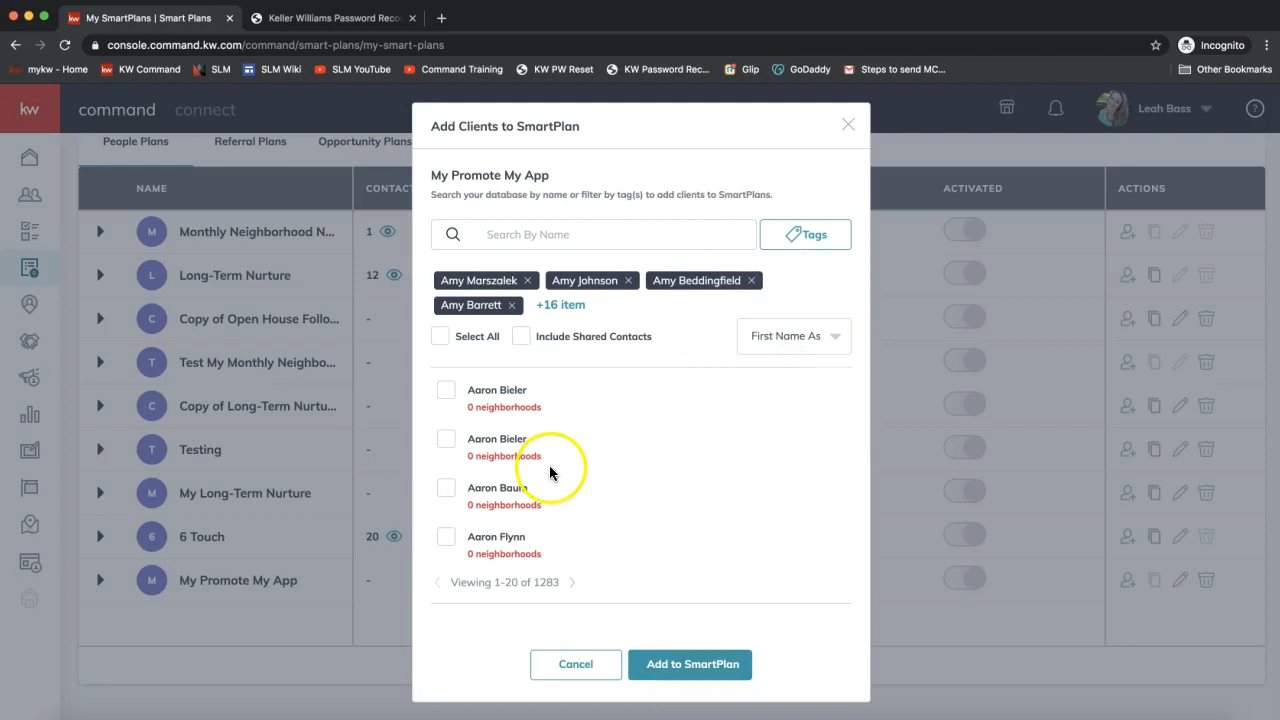 My SmartPlans | Smart Plans
Keller Williams Password Reco
console.command.kw.com/command/smart-plans/my-smart-plans
Incognito
mykw - Home
KW Command
SLM
SLM Wiki
SLM YouTube
Command Training
KW PW Reset
KW Password Rec...
Glip
GoDaddy
Steps to send MC...
Other Bookmarks
kw
command
connect
Leah Bass
People Plans
Referral Plans
Opportunity Plans
NAME
CONTACT
ACTIVATED
ACTIONS
M
Monthly Neighborhood N...
1
L
Long-Term Nurture
12
C
Copy of Open House Follo...
-
T
Test My Monthly Neighbo...
-
C
Copy of Long-Term Nurtu...
-
T
Testing
-
M
My Long-Term Nurture
-
6
6 Touch
20
M
My Promote My App
-
Add Clients to SmartPlan
My Promote My App
Search your database by name or filter by tag(s) to add clients to SmartPlans.
Search By Name
Tags
Amy Marszalek
Amy Johnson
Amy Beddingfield
Amy Barrett
+16 item
Select All
Include Shared Contacts
First Name As
Aaron Bieler
0 neighborhoods
Aaron Bieler
0 neighborhoods
Aaron Baum
0 neighborhoods
Aaron Flynn
0 neighborhoods
Viewing 1-20 of 1283
Cancel
Add to SmartPlan